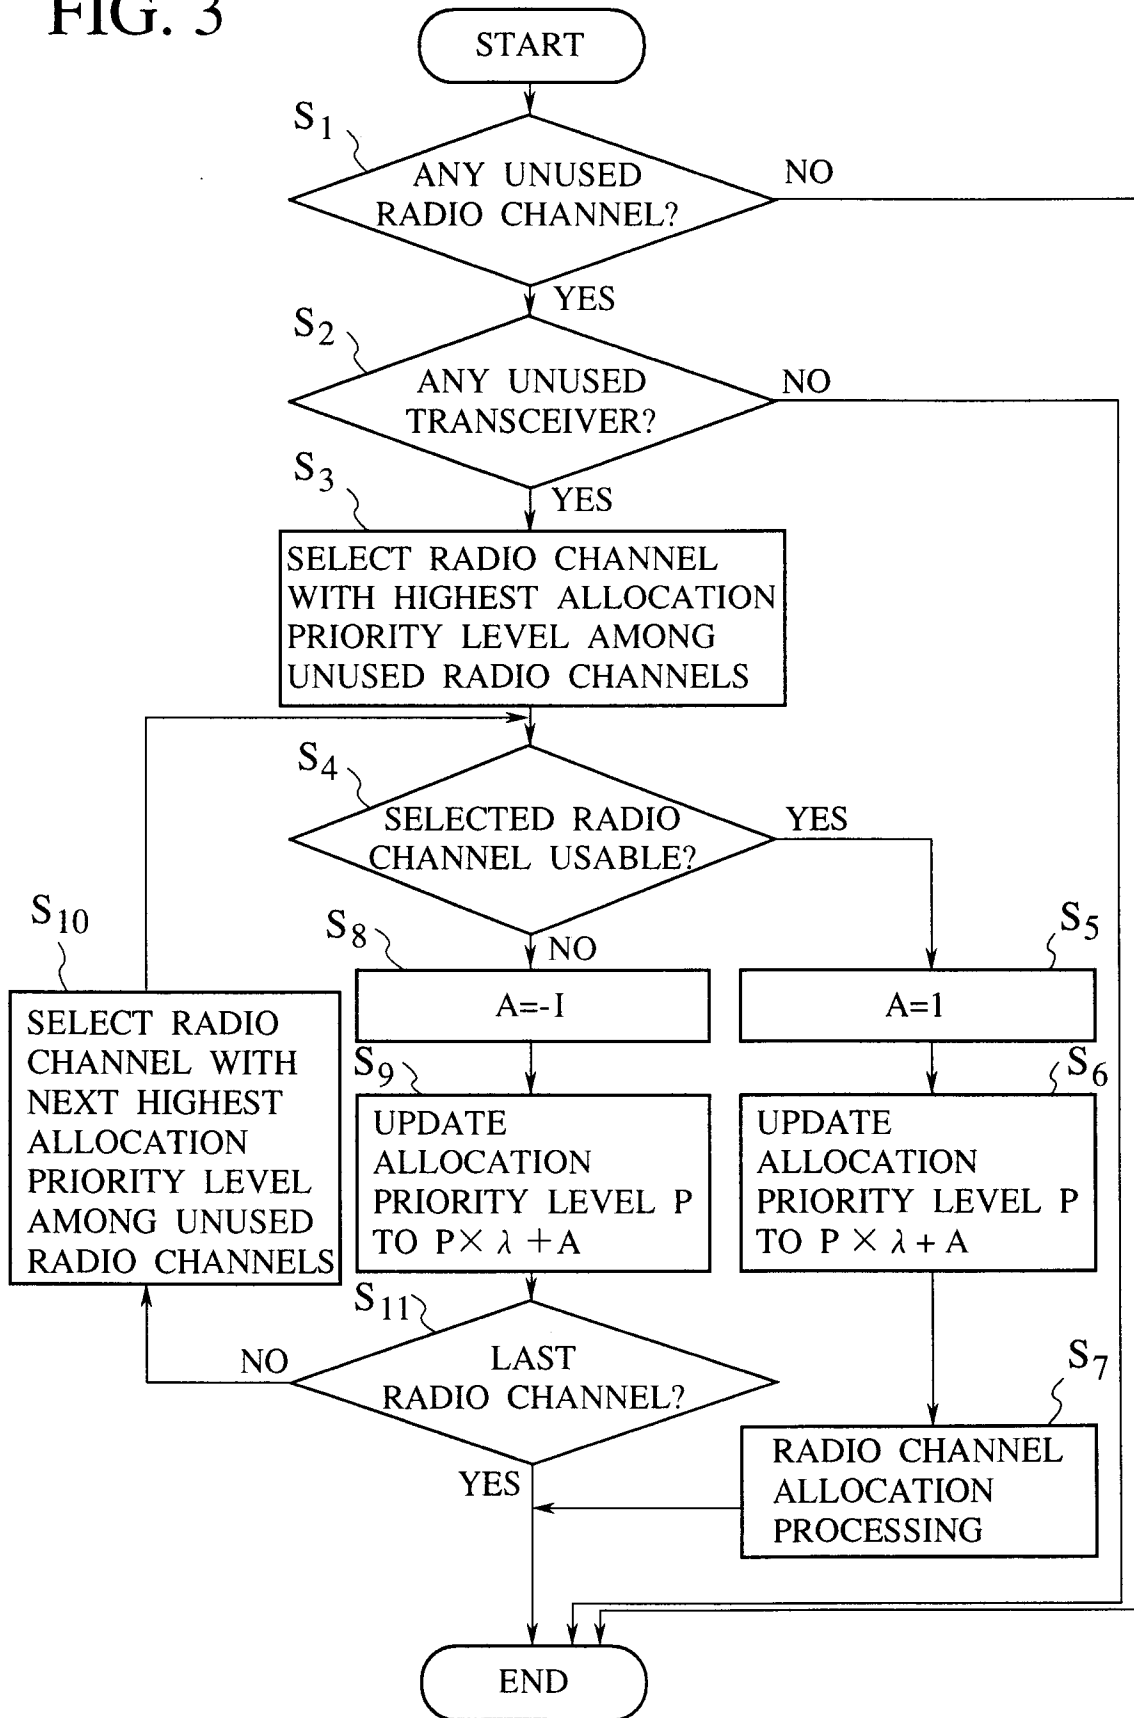 FIG. 3
START
S1
ANY UNUSED
RADIO CHANNEL?
NO
YES
S2
ANY UNUSED
TRANSCEIVER?
NO
YES
S3
SELECT RADIO CHANNEL
WITH HIGHEST ALLOCATION
PRIORITY LEVEL AMONG
UNUSED RADIO CHANNELS
S4
SELECTED RADIO
CHANNEL USABLE?
YES
NO
S5
A=1
S6
UPDATE
ALLOCATION
PRIORITY LEVEL P
TO P × λ + A
S7
RADIO CHANNEL
ALLOCATION
PROCESSING
S8
A=-I
S9
UPDATE
ALLOCATION
PRIORITY LEVEL P
TO P× λ +A
S10
SELECT RADIO
CHANNEL WITH
NEXT HIGHEST
ALLOCATION
PRIORITY LEVEL
AMONG UNUSED
RADIO CHANNELS
S11
LAST
RADIO CHANNEL?
NO
YES
END